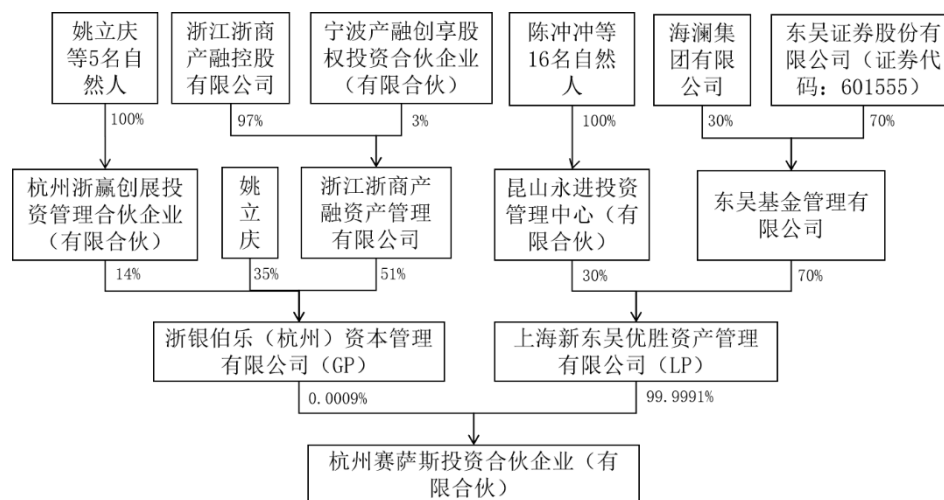 姚立庆
等5名自
然人
浙江浙商
产融控股
有限公司
宁波产融创享股
权投资合伙企业
（有限合伙）
陈冲冲等
16名自然
人
海澜集
团有限
公司
东吴证券股份有
限公司（证券代
码：601555）
100%
97%
3%
100%
30%
70%
杭州浙赢创展投
资管理合伙企业
（有限合伙）
姚
立
庆
浙江浙商产
融资产管理
有限公司
昆山永进投资
管理中心（有
限合伙）
东吴基金管理有
限公司
14%
35%
51%
30%
70%
浙银伯乐（杭州）资本管理
有限公司（GP）
上海新东吴优胜资产管理
有限公司（LP）
0.0009%
99.9991%
杭州赛萨斯投资合伙企业（有
限合伙）